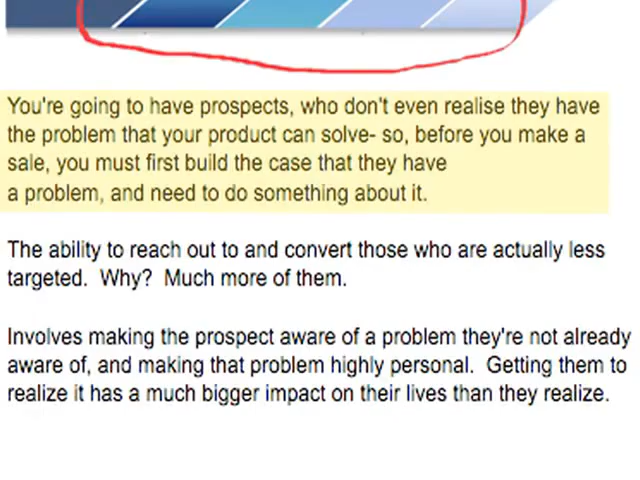 You're going to have prospects, who don't even realise they have
the problem that your product can solve- so, before you make a
sale, you must first build the case that they have
a problem, and need to do something about it.
The ability to reach out to and convert those who are actually less
targeted.  Why?  Much more of them.
Involves making the prospect aware of a problem they're not already
aware of, and making that problem highly personal.  Getting them to
realize it has a much bigger impact on their lives than they realize.